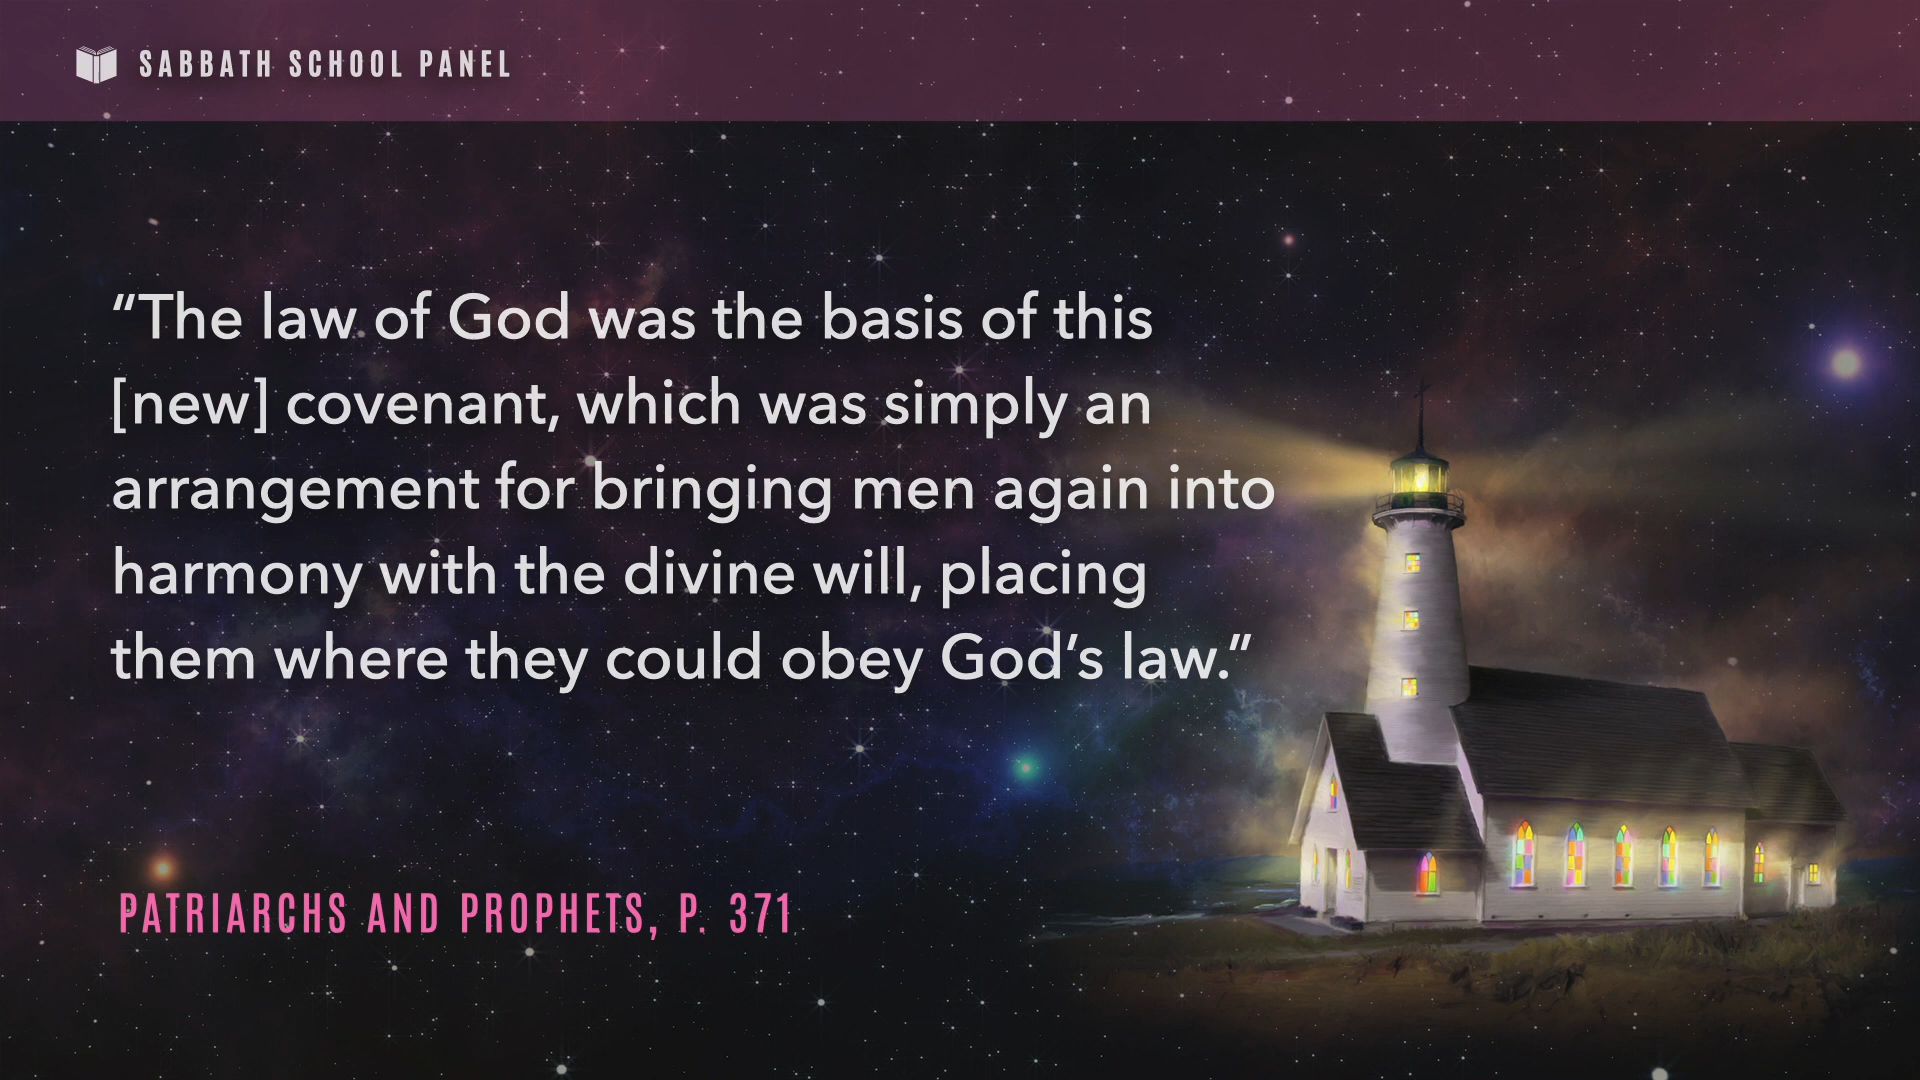 SABBATH SCHOOL PANEL
“The law of God was the basis of this
[new] covenant, which was simply an
arrangement for bringing men again into
harmony with the divine will, placing
them where they could obey God’s law.”
PATRIARCHS AND PROPHETS, P. 371